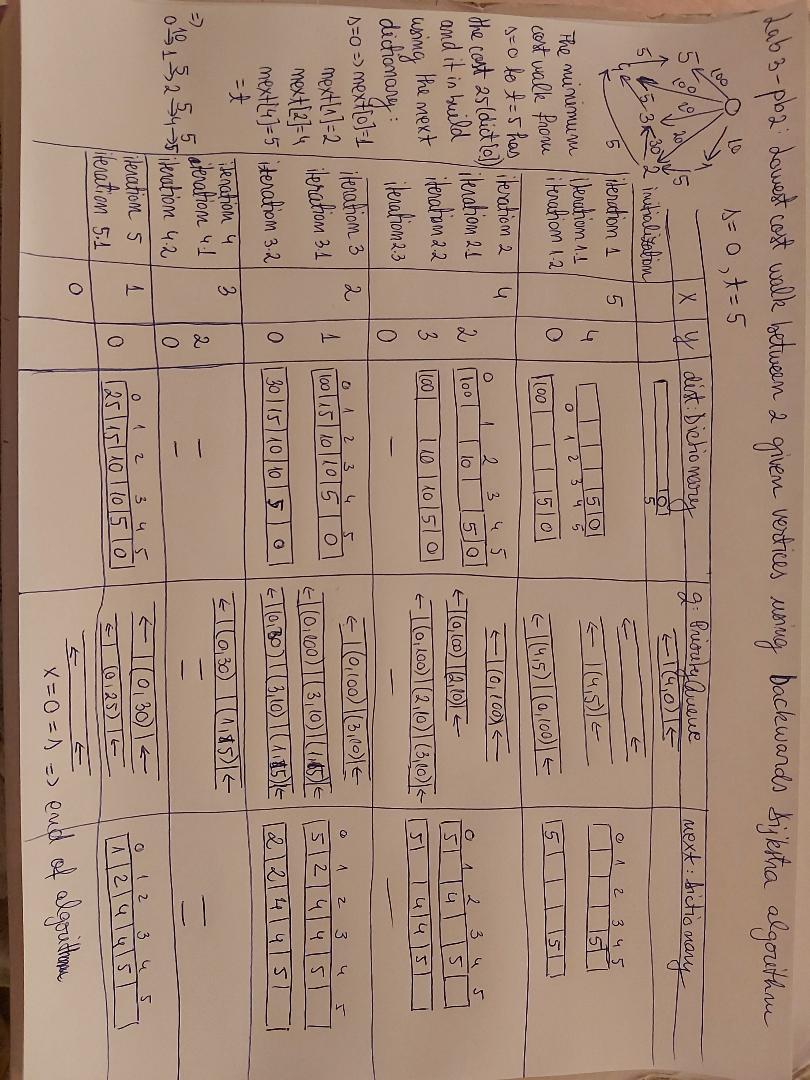 Lab 3-pb2: Lowest cost walk between 2 given vertices using backwards Dijkstra algorithm
s=0, t=5
100 10
5 100 20 20 1
5
5 5 3 30 2
4
5
x y dist: Dictionary q: PriorityQueue next: Dictionary
initialization 0 (4,0)
5
iteration 1 5 0 1 2 3 4 5
iteration 1.1 4 5 0 (4,5) 5
0 1 2 3 4 5
iteration 1.2 0 100 5 0 (4,5) (0,100) 5 5
The minimum
cost walk from
s=0 to t=5 has
the cost 25 (dict[0])
and it is build
using the next
dictionary:
s=0 => next[0]=1
next[1]=2
next[2]=4
next[4]=5
=t
=>
10 5 5 5
0 → 1 → 2 → 4 → 5
iteration 2 4 (0,100)
0 1 2 3 4 5 0 1 2 3 4 5
iteration 2.1 2 100 10 5 0 (0,100) (2,10) 5 4 5
iteration 2.2 3 100 10 10 5 0 (0,100) (2,10) (3,10) 5 4 4 5
iteration 2.3 0 — — —
iteration 3 2 (0,100) (3,10)
0 1 2 3 4 5 0 1 2 3 4 5
iteration 3.1 1 100 15 10 10 5 0 (0,100) (3,10) (1,15) 5 2 4 4 5
iteration 3.2 0 30 15 10 10 5 0 (0,30) (3,10) (1,15) 2 2 4 4 5
iteration 4 3 (0,30) (1,15)
iteration 4.1 2 — — —
iteration 4.2 0 — — —
iteration 5 1 0 1 2 3 4 5 (0,30) 0 1 2 3 4 5
iteration 5.1 0 25 15 10 10 5 0 (0,25) 1 2 4 4 5
0
x=0=s => end of algorithm